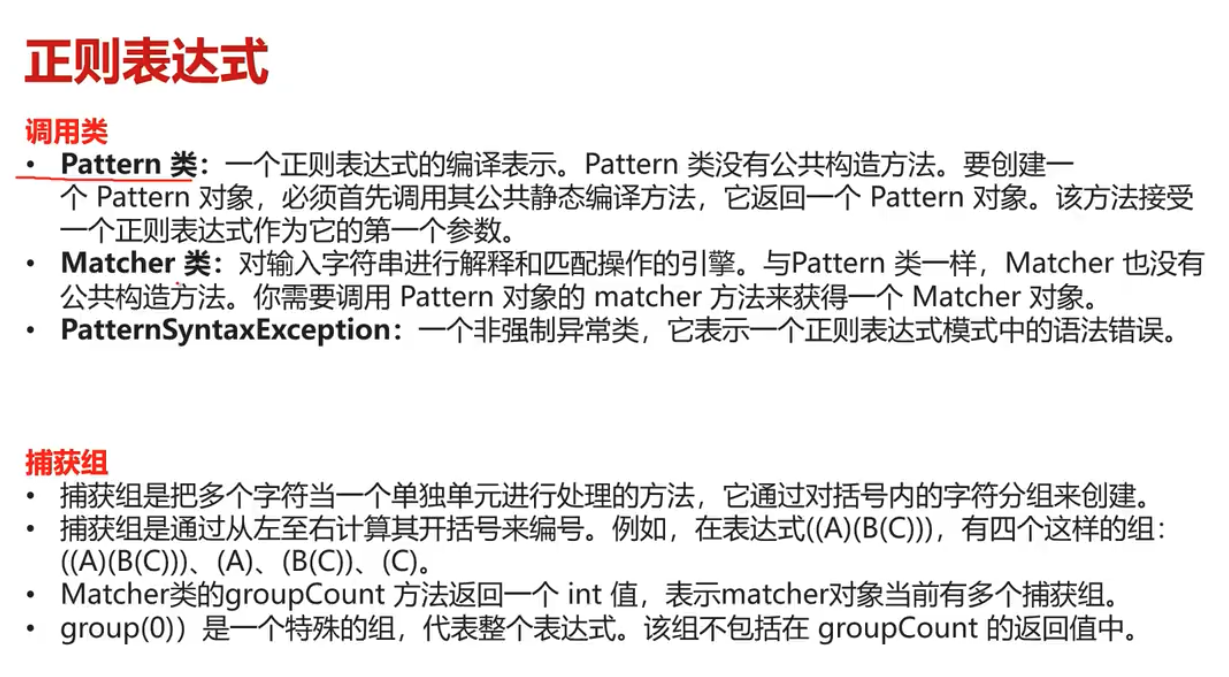 正则表达式
调用类
• Pattern 类：一个正则表达式的编译表示。Pattern 类没有公共构造方法。要创建一
个 Pattern 对象，必须首先调用其公共静态编译方法，它返回一个 Pattern 对象。该方法接受
一个正则表达式作为它的第一个参数。
• Matcher 类：对输入字符串进行解释和匹配操作的引擎。与Pattern 类一样，Matcher 也没有
公共构造方法。你需要调用 Pattern 对象的 matcher 方法来获得一个 Matcher 对象。
• PatternSyntaxException：一个非强制异常类，它表示一个正则表达式模式中的语法错误。
捕获组
• 捕获组是把多个字符当一个单独单元进行处理的方法，它通过对括号内的字符分组来创建。
• 捕获组是通过从左至右计算其开括号来编号。例如，在表达式((A)(B(C)))，有四个这样的组：
((A)(B(C)))、(A)、(B(C))、(C)。
• Matcher类的groupCount 方法返回一个 int 值，表示matcher对象当前有多个捕获组。
• group(0)）是一个特殊的组，代表整个表达式。该组不包括在 groupCount 的返回值中。